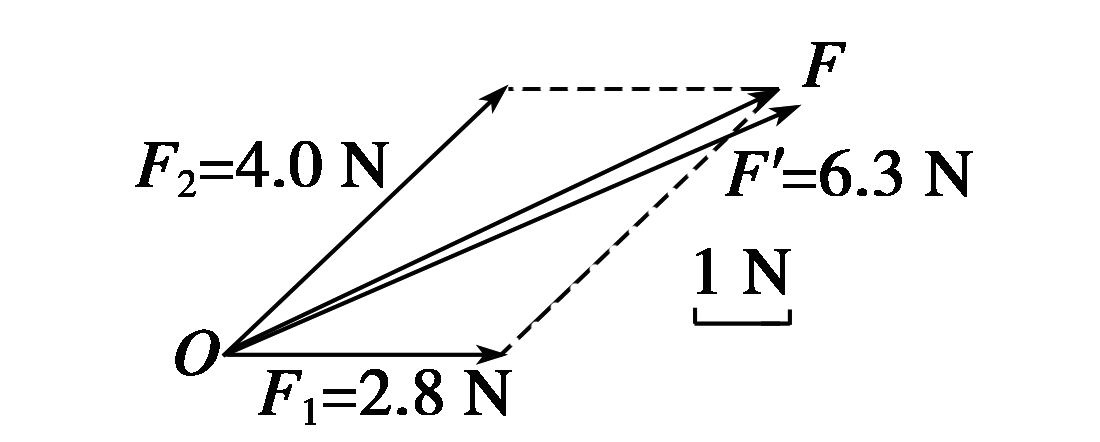 F
F₂=4.0 N
F′=6.3 N
1 N
O
F₁=2.8 N